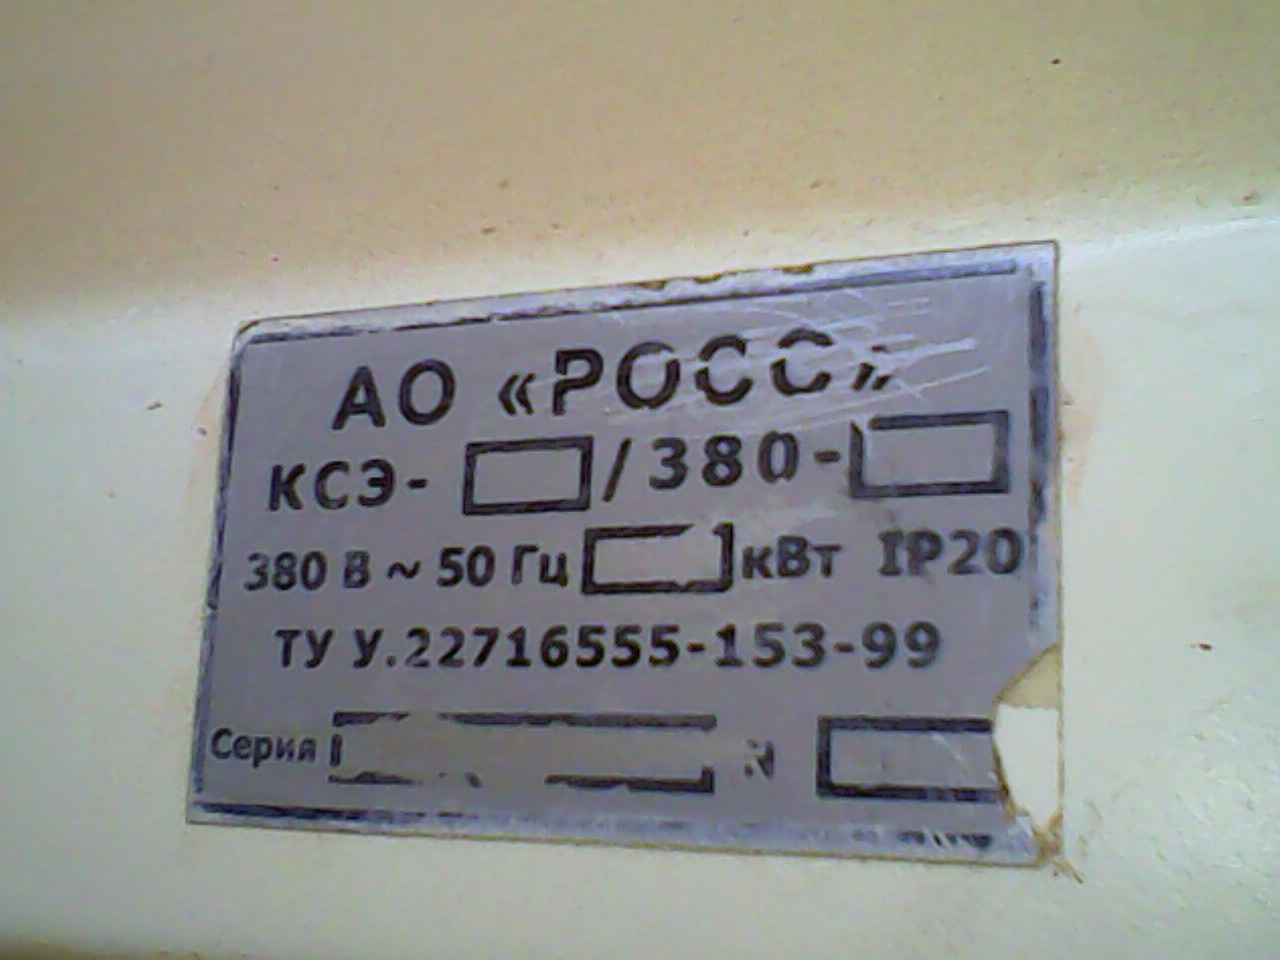 АО «РОСС»
КСЭ- /380-
380 В ~ 50 Гц кВт IP20
ТУ У.22716555-153-99
Серия N